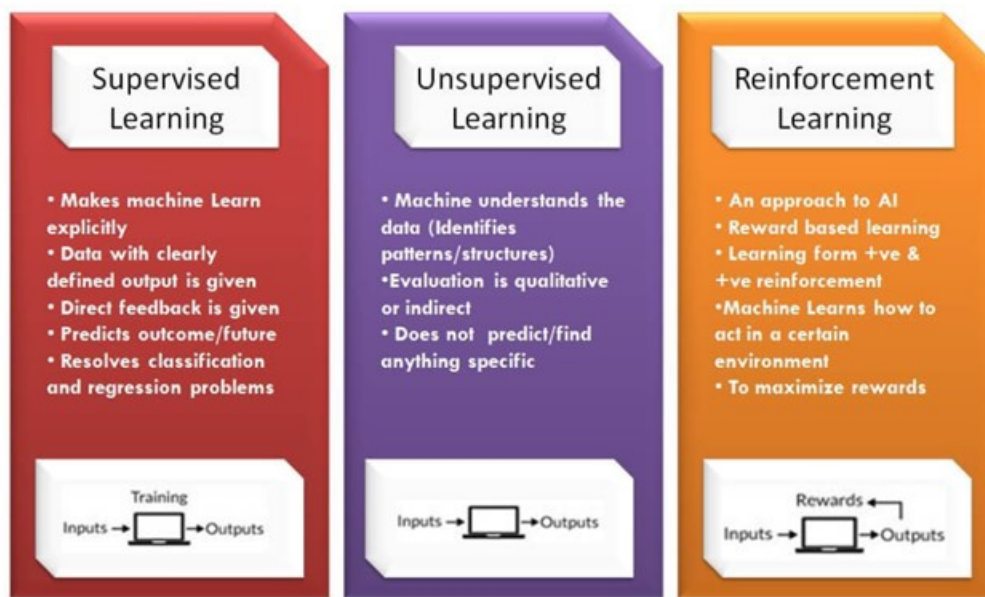 Supervised
Learning
• Makes machine Learn
explicitly
• Data with clearly
defined output is given
• Direct feedback is given
• Predicts outcome/future
• Resolves classification
and regression problems
Training
Inputs
Outputs
Unsupervised
Learning
• Machine understands the
data (Identifies
patterns/structures)
•Evaluation is qualitative
or indirect
• Does not predict/find
anything specific
Inputs
Outputs
Reinforcement
Learning
• An approach to AI
• Reward based learning
• Learning form +ve &
+ve reinforcement
•Machine Learns how to
act in a certain
environment
• To maximize rewards
Rewards
Inputs
Outputs